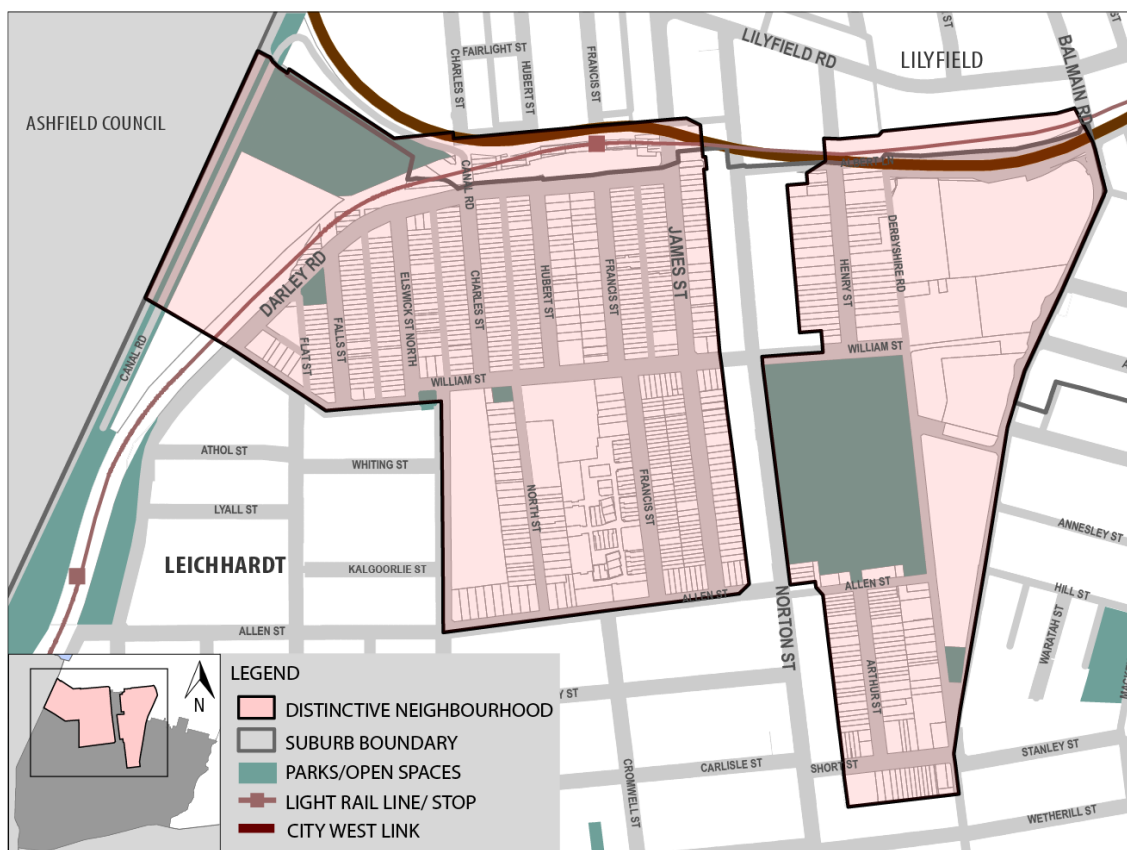 FAIRLIGHT ST
CHARLES ST
HUBERT ST
FRANCIS ST
LILYFIELD RD
LILYFIELD
BALMAIN RD
ASHFIELD COUNCIL
CANAL RD
DARLEY RD
JAMES ST
HENRY ST
DERBYSHIRE RD
FLAT ST
FALLS ST
ELSWICK ST NORTH
CHARLES ST
HUBERT ST
FRANCIS ST
CANAL RD
WILLIAM ST
WILLIAM ST
ATHOL ST
WHITING ST
LYALL ST
NORTH ST
FRANCIS ST
LEICHHARDT
KALGOORLIE ST
ALLEN ST
ALLEN ST
ALLEN ST
NORTON ST
ANNESLEY ST
HILL ST
WARATAH ST
ARTHUR ST
CROMWELL ST
CARLISLE ST
SHORT ST
STANLEY ST
WETHERILL ST
N
LEGEND
DISTINCTIVE NEIGHBOURHOOD
SUBURB BOUNDARY
PARKS/OPEN SPACES
LIGHT RAIL LINE/ STOP
CITY WEST LINK